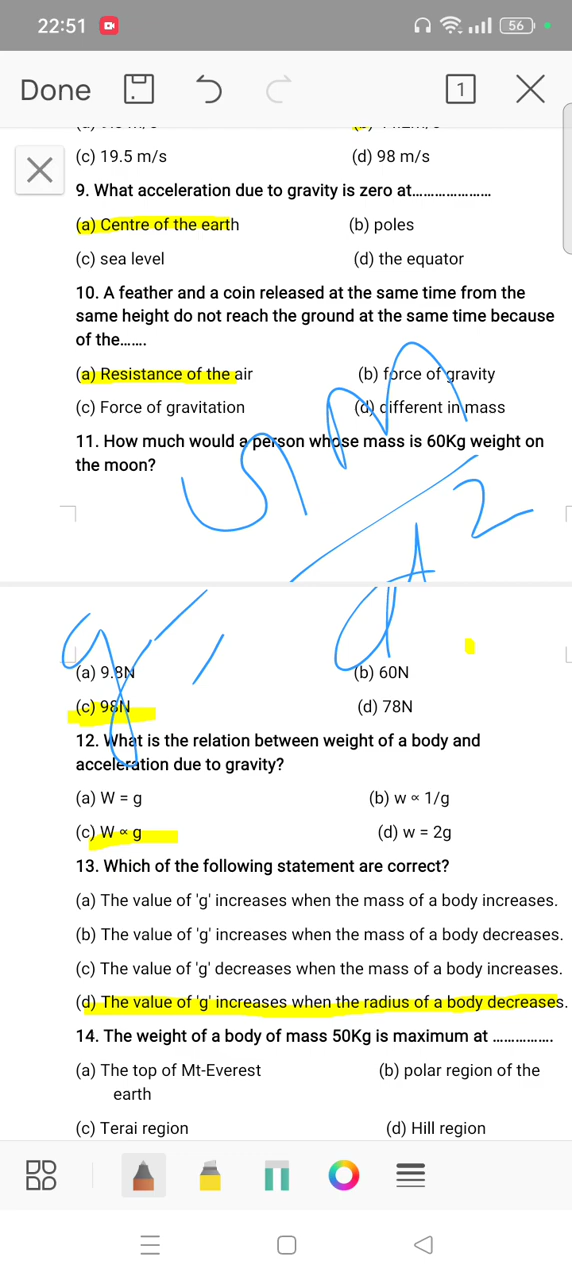 22:51
56
Done
1
(c) 19.5 m/s
(d) 98 m/s
9. What acceleration due to gravity is zero at.....................
(a) Centre of the earth
(b) poles
(c) sea level
(d) the equator
10. A feather and a coin released at the same time from the
same height do not reach the ground at the same time because
of the.......
(a) Resistance of the air
(b) force of gravity
(c) Force of gravitation
(d) different in mass
11. How much would a person whose mass is 60Kg weight on
the moon?
(a) 9.8N
(b) 60N
(c) 98N
(d) 78N
12. What is the relation between weight of a body and
acceleration due to gravity?
(a) W = g
(b) w ∝ 1/g
(c) W ∝ g
(d) w = 2g
13. Which of the following statement are correct?
(a) The value of 'g' increases when the mass of a body increases.
(b) The value of 'g' increases when the mass of a body decreases.
(c) The value of 'g' decreases when the mass of a body increases.
(d) The value of 'g' increases when the radius of a body decreases.
14. The weight of a body of mass 50Kg is maximum at ...............
(a) The top of Mt-Everest
(b) polar region of the
earth
(c) Terai region
(d) Hill region